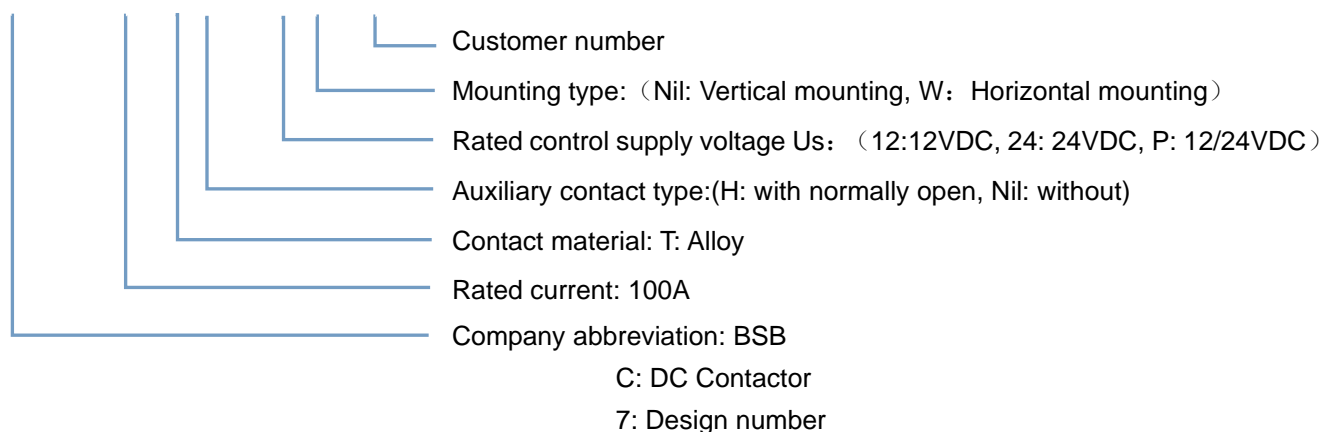 Customer number
Mounting type:（Nil: Vertical mounting, W：Horizontal mounting）
Rated control supply voltage Us：（12:12VDC, 24: 24VDC, P: 12/24VDC）
Auxiliary contact type:(H: with normally open, Nil: without)
Contact material: T: Alloy
Rated current: 100A
Company abbreviation: BSB
C: DC Contactor
7: Design number